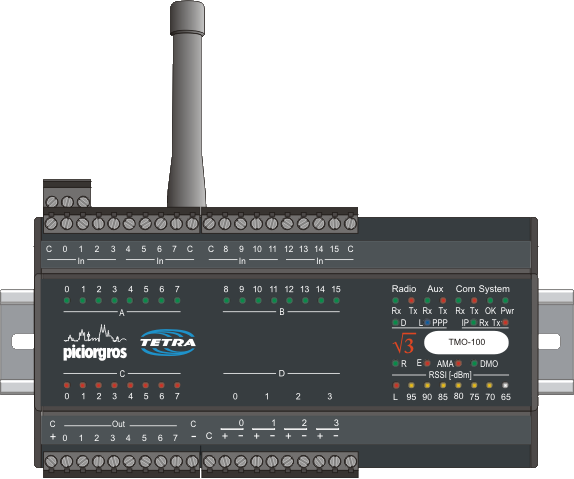 C 0 1 2 3 4 5 6 7 C C 8 9 10 11 12 13 14 15 C
In In In In
0 1 2 3 4 5 6 7 8 9 10 11 12 13 14 15
A B
Radio Aux Com System
Rx Tx Rx Tx Rx Tx OK Pwr
D L PPP IP Rx Tx
piciorgros TETRA √3 TMO-100
R E AMA DMO
C D RSSI [-dBm]
0 1 2 3 4 5 6 7 0 1 2 3 L 95 90 85 80 75 70 65
C Out C 0 1 2 3
+ 0 1 2 3 4 5 6 7 − C + − + − + − + −